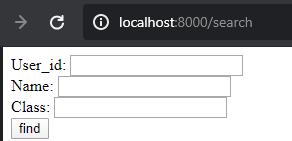 localhost:8000/search
User_id:
Name:
Class:
find